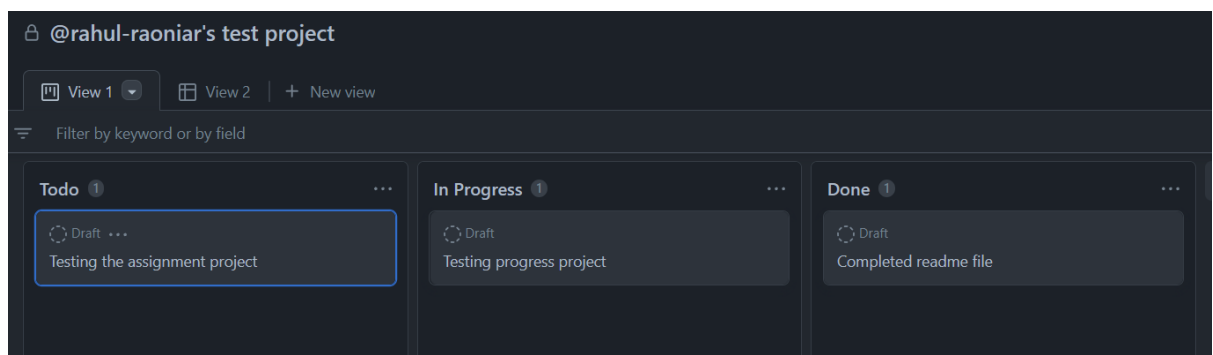 @rahul-raoniar's test project
View 1 View 2 New view
Filter by keyword or by field
Todo 1 ...
Draft ...
Testing the assignment project
In Progress 1 ...
Draft
Testing progress project
Done 1 ...
Draft
Completed readme file